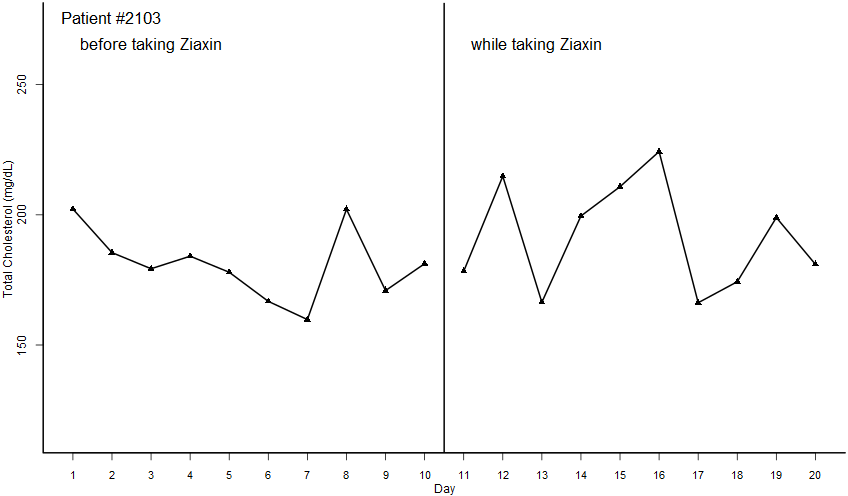 Patient #2103
before taking Ziaxin
while taking Ziaxin
250
200
150
Total Cholesterol (mg/dL)
1 2 3 4 5 6 7 8 9 10 11 12 13 14 15 16 17 18 19 20
Day